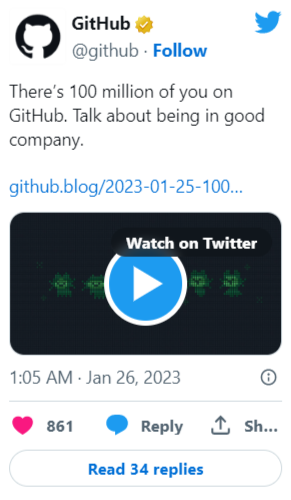 GitHub
@github · Follow
There's 100 million of you on
GitHub. Talk about being in good
company.
github.blog/2023-01-25-100...
Watch on Twitter
1:05 AM · Jan 26, 2023
861 Reply Sh...
Read 34 replies